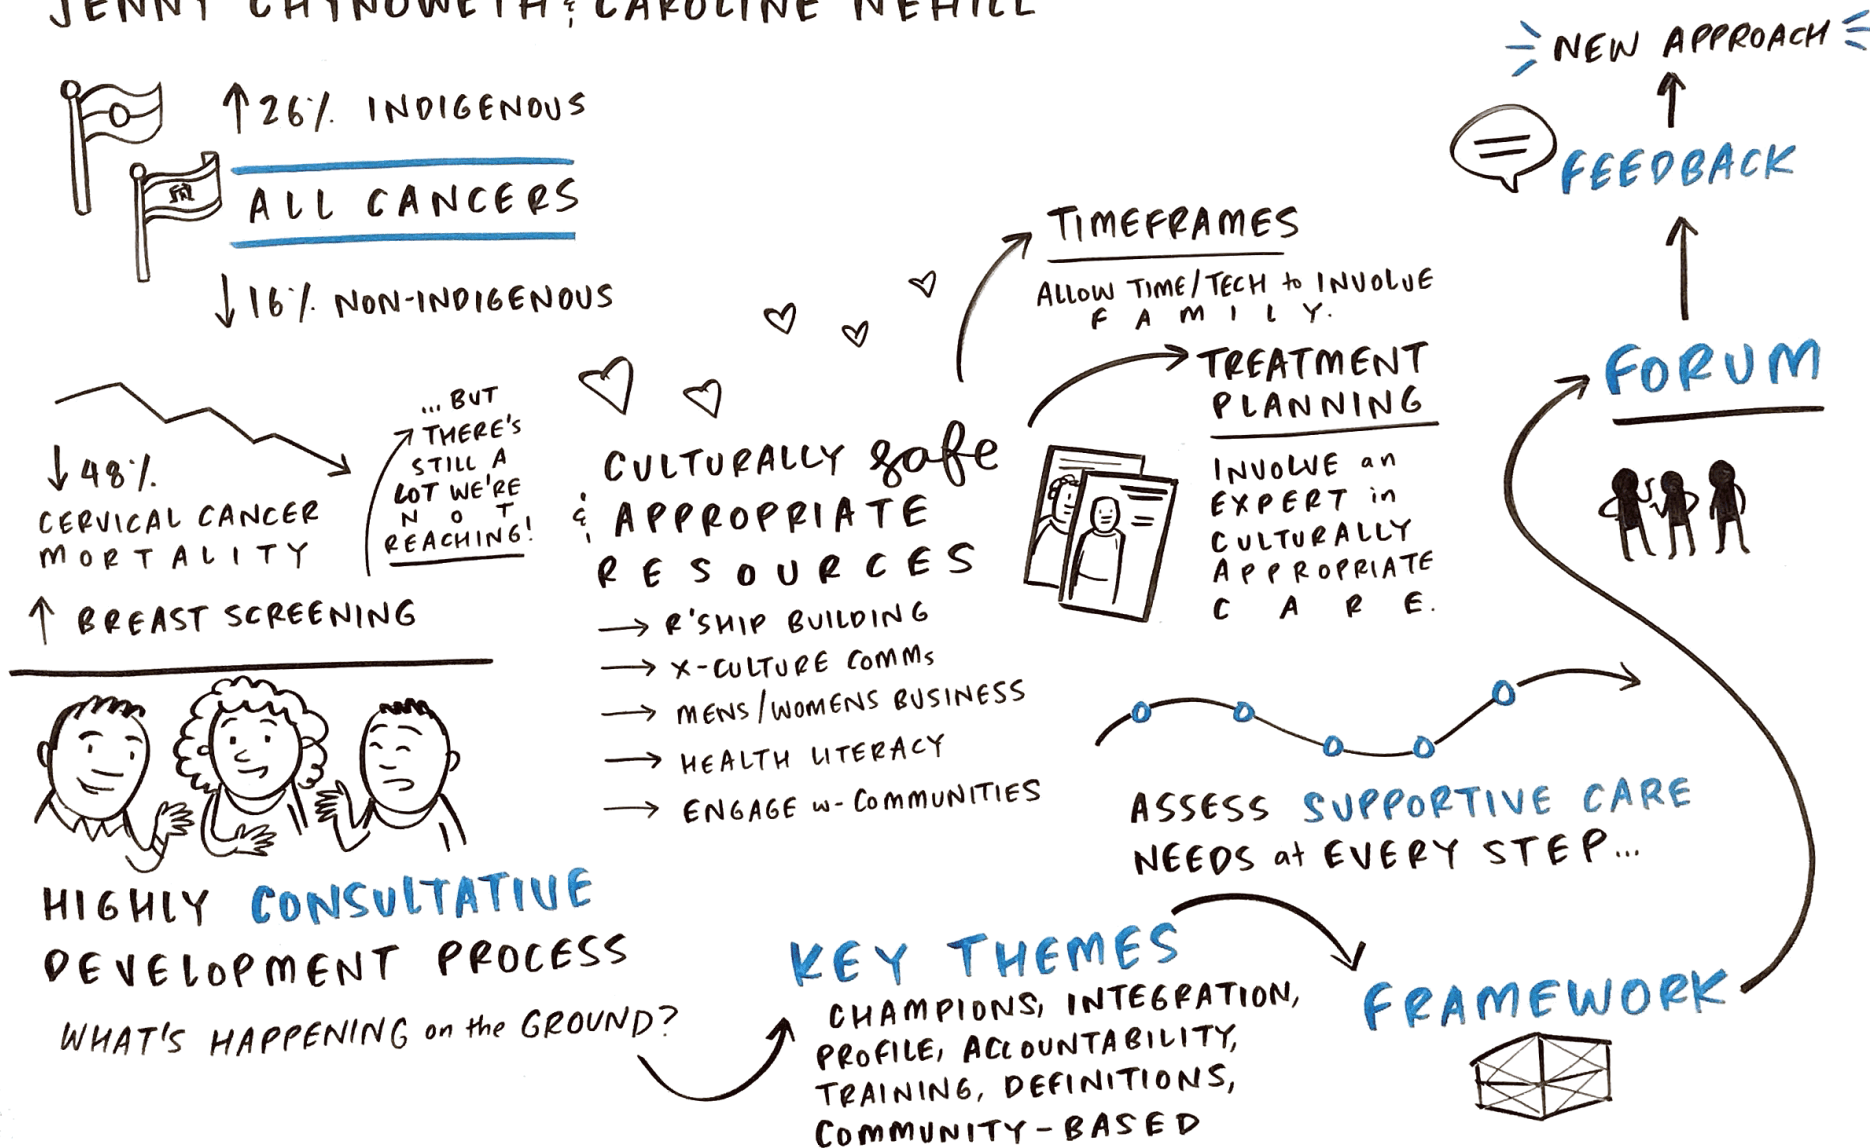 JENNY CHYNOWETH & CAROLINE NEHILL
↑ 26% INDIGENOUS
ALL CANCERS
↓ 16% NON-INDIGENOUS
↓ 48%
CERVICAL CANCER
MORTALITY
... BUT
THERE'S
STILL A
LOT WE'RE
NOT
REACHING!
↑ BREAST SCREENING
HIGHLY CONSULTATIVE
DEVELOPMENT PROCESS
WHAT'S HAPPENING on the GROUND?
CULTURALLY safe
& APPROPRIATE
RESOURCES
→ R'SHIP BUILDING
→ X-CULTURE COMMS
→ MENS/WOMENS BUSINESS
→ HEALTH LITERACY
→ ENGAGE w- COMMUNITIES
TIMEFRAMES
ALLOW TIME/TECH to INVOLVE
FAMILY.
TREATMENT
PLANNING
INVOLVE an
EXPERT in
CULTURALLY
APPROPRIATE
CARE.
ASSESS SUPPORTIVE CARE
NEEDS at EVERY STEP...
KEY THEMES
CHAMPIONS, INTEGRATION,
PROFILE, ACCOUNTABILITY,
TRAINING, DEFINITIONS,
COMMUNITY-BASED
FRAMEWORK
FORUM
FEEDBACK
NEW APPROACH